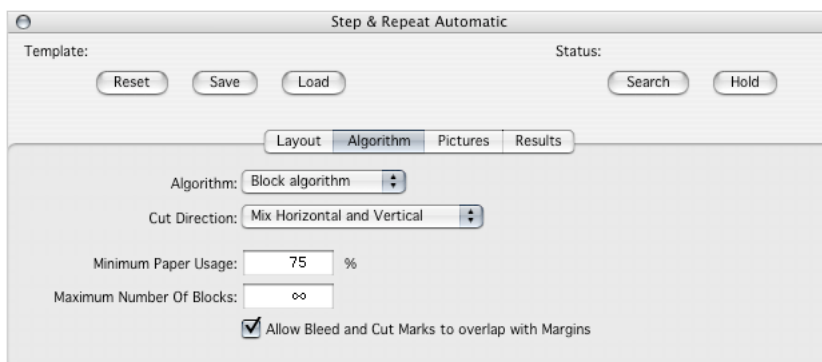 Step & Repeat Automatic
Template: Status:
Reset Save Load Search Hold
Layout Algorithm Pictures Results
Algorithm: Block algorithm
Cut Direction: Mix Horizontal and Vertical
Minimum Paper Usage: 75 %
Maximum Number Of Blocks: ∞
Allow Bleed and Cut Marks to overlap with Margins